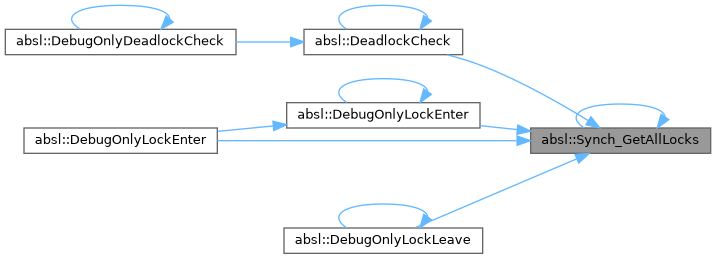 absl::DebugOnlyDeadlockCheck
absl::DeadlockCheck
absl::DebugOnlyLockEnter
absl::DebugOnlyLockEnter
absl::Synch_GetAllLocks
absl::DebugOnlyLockLeave